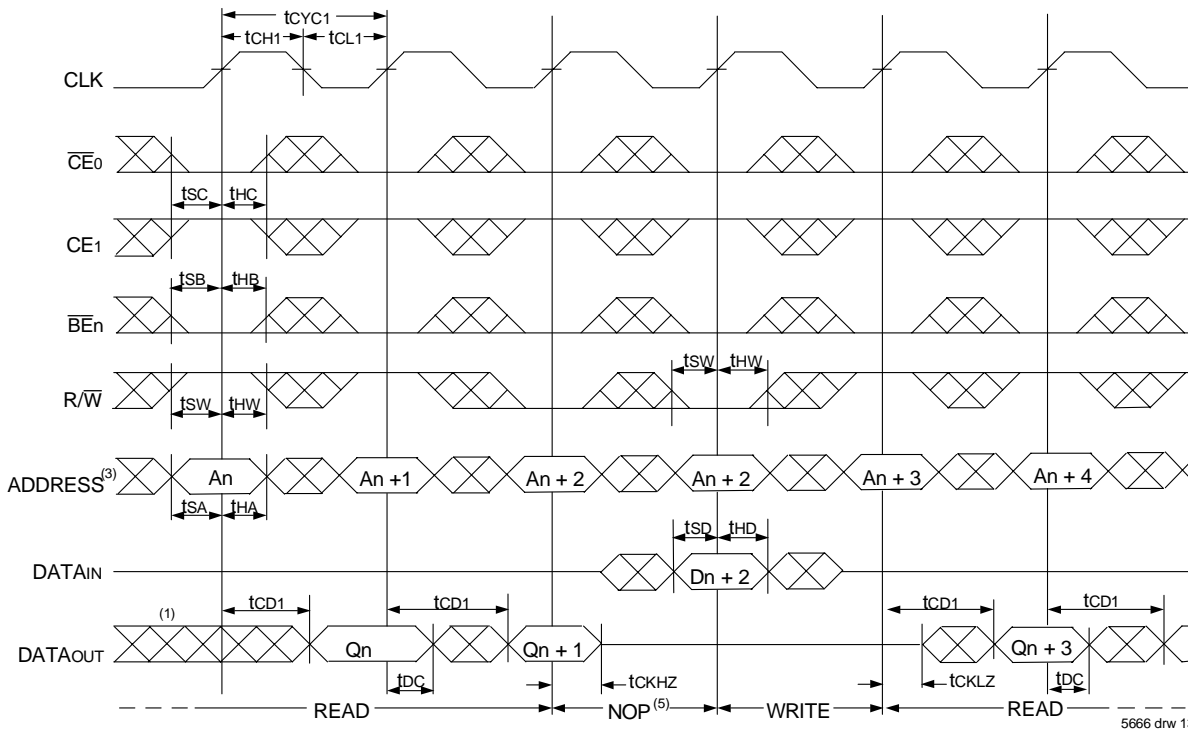 tCYC1
tCH1 tCL1
CLK
CE0
tSC tHC
CE1
tSB tHB
BEn
tSW tHW
R/W
tSW tHW
ADDRESS(3) An An +1 An + 2 An + 2 An + 3 An + 4
tSA tHA
tSD tHD
DATAIN Dn + 2
tCD1 tCD1 tCD1 tCD1
(1)
DATAOUT Qn Qn + 1 Qn + 3
tDC tCKHZ tCKLZ tDC
READ NOP(5) WRITE READ
5666 drw 13